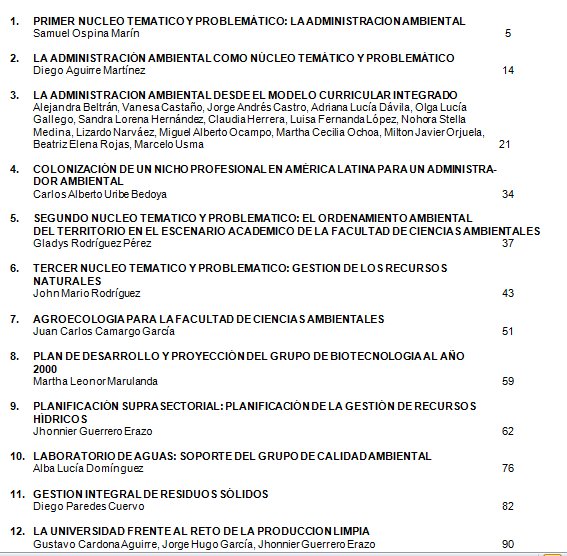 1. PRIMER NUCLEO TEMATICO Y PROBLEMÁTICO: LA ADMINISTRACION AMBIENTAL
Samuel Ospina Marín 5
2. LA ADMINISTRACIÓN AMBIENTAL COMO NÚCLEO TEMÁTICO Y PROBLEMÁTICO
Diego Aguirre Martínez 14
3. LA ADMINISTRACION AMBIENTAL DESDE EL MODELO CURRICULAR INTEGRADO
Alejandra Beltrán, Vanesa Castaño, Jorge Andrés Castro, Adriana Lucía Dávila, Olga Lucía
Gallego, Sandra Lorena Hernández, Claudia Herrera, Luisa Fernanda López, Nohora Stella
Medina, Lizardo Narváez, Miguel Alberto Ocampo, Martha Cecilia Ochoa, Milton Javier Orjuela,
Beatriz Elena Rojas, Marcelo Usma 21
4. COLONIZACIÓN DE UN NICHO PROFESIONAL EN AMÉRICA LATINA PARA UN ADMINISTRA-
DOR AMBIENTAL
Carlos Alberto Uribe Bedoya 34
5. SEGUNDO NUCLEO TEMATICO Y PROBLEMATICO: EL ORDENAMIENTO AMBIENTAL
DEL TERRITORIO EN EL ESCENARIO ACADEMICO DE LA FACULTAD DE CIENCIAS AMBIENTALES
Gladys Rodríguez Pérez 37
6. TERCER NUCLEO TEMATICO Y PROBLEMATICO: GESTION DE LOS RECURSOS
NATURALES
John Mario Rodríguez 43
7. AGROECOLOGIA PARA LA FACULTAD DE CIENCIAS AMBIENTALES
Juan Carlos Camargo García 51
8. PLAN DE DESARROLLO Y PROYECCIÓN DEL GRUPO DE BIOTECNOLOGIA AL AÑO
2000
Martha Leonor Marulanda 59
9. PLANIFICACIÓN SUPRASECTORIAL: PLANIFICACIÓN DE LA GESTIÓN DE RECURSOS
HÍDRICOS
Jhonnier Guerrero Erazo 62
10. LABORATORIO DE AGUAS: SOPORTE DEL GRUPO DE CALIDAD AMBIENTAL
Alba Lucía Domínguez 76
11. GESTION INTEGRAL DE RESIDUOS SÓLIDOS
Diego Paredes Cuervo 82
12. LA UNIVERSIDAD FRENTE AL RETO DE LA PRODUCCION LIMPIA
Gustavo Cardona Aguirre, Jorge Hugo García, Jhonnier Guerrero Erazo 90